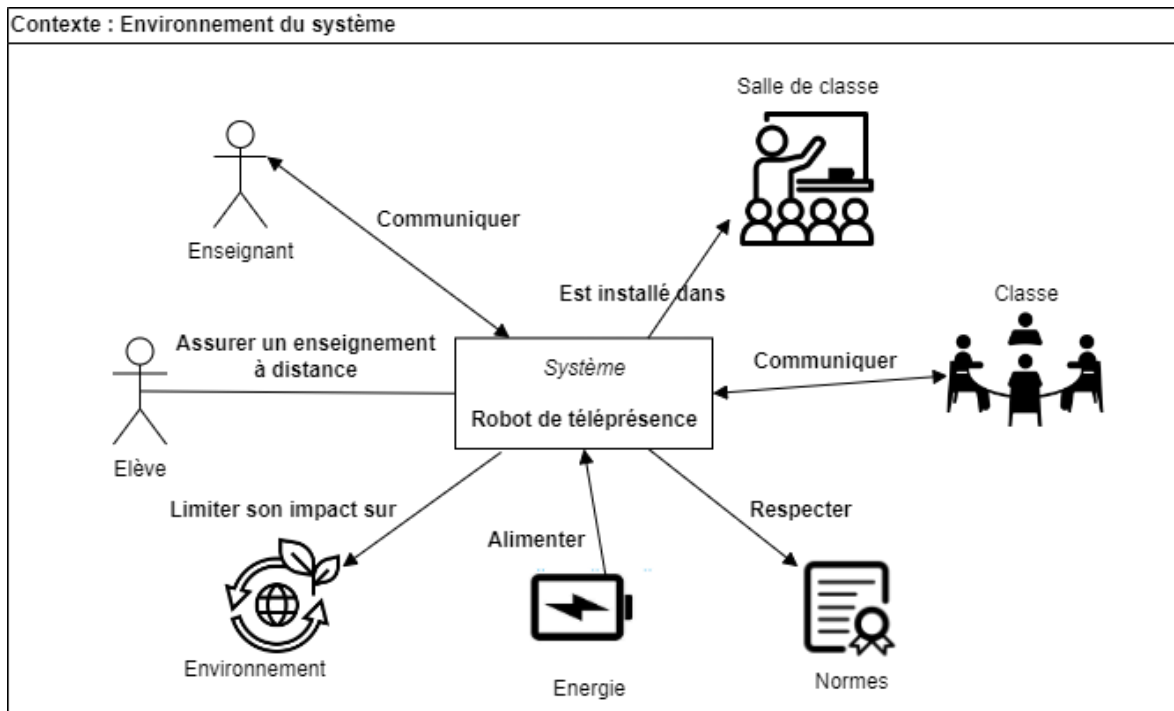 Contexte : Environnement du système
Salle de classe
Enseignant
Communiquer
Est installé dans
Classe
Assurer un enseignement
à distance
Système
Robot de téléprésence
Communiquer
Elève
Limiter son impact sur
Alimenter
Respecter
Environnement
Energie
Normes